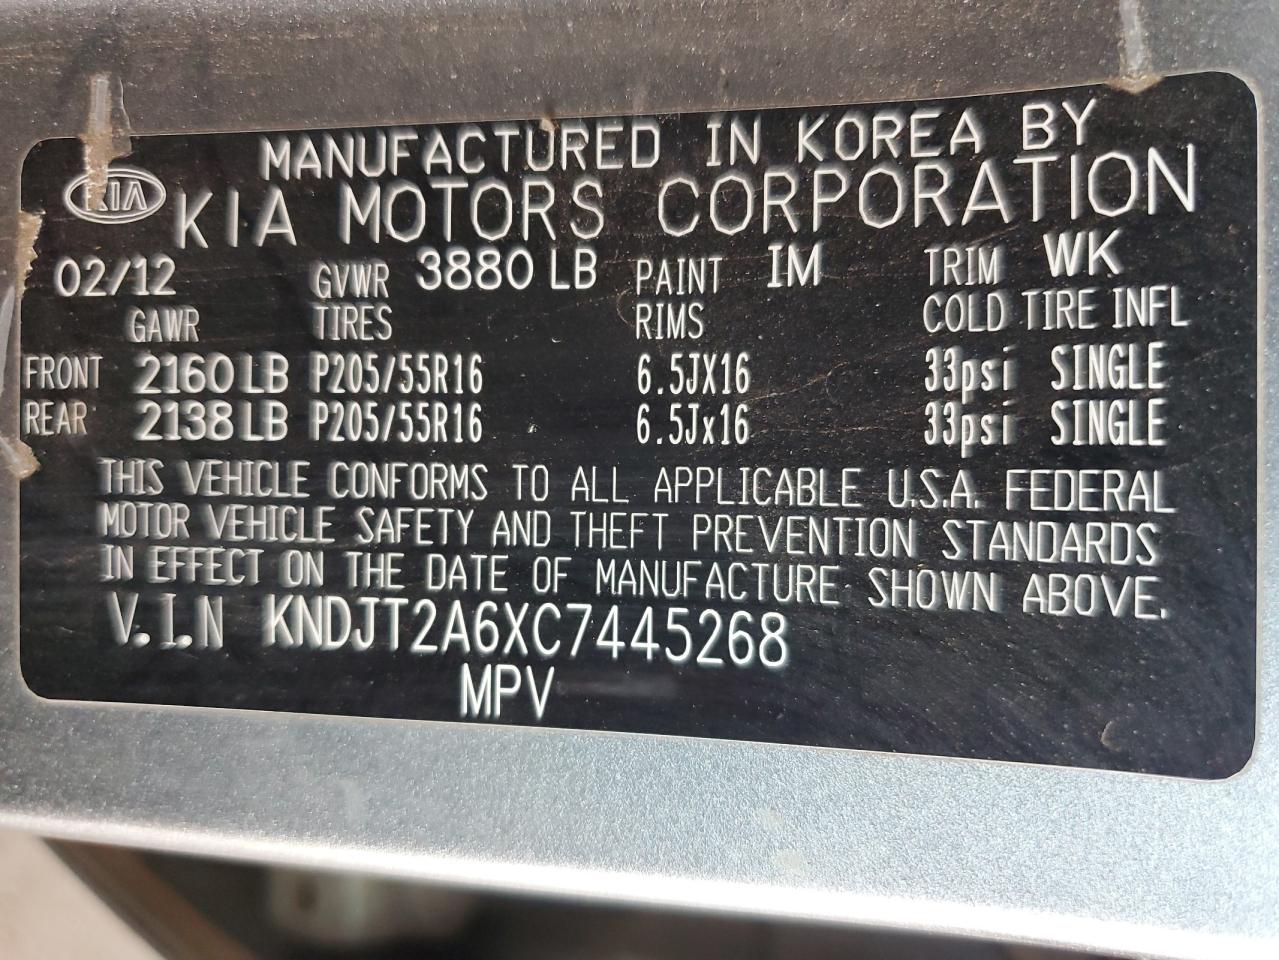 MANUFACTURED IN KOREA BY
KIA KIA MOTORS CORPORATION
02/12 GVWR 3880 LB PAINT IM TRIM WK
GAWR TIRES RIMS COLD TIRE INFL
FRONT 2160 LB P205/55R16 6.5JX16 33psi SINGLE
REAR 2138 LB P205/55R16 6.5Jx16 33psi SINGLE
THIS VEHICLE CONFORMS TO ALL APPLICABLE U.S.A. FEDERAL
MOTOR VEHICLE SAFETY AND THEFT PREVENTION STANDARDS
IN EFFECT ON THE DATE OF MANUFACTURE SHOWN ABOVE.
V.I.N KNDJT2A6XC7445268
MPV